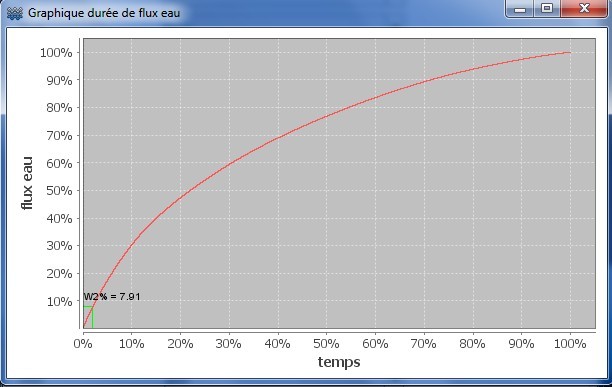 Graphique durée de flux eau
100%
90%
80%
70%
60%
50%
40%
30%
20%
10%
flux eau
W2% = 7.91
0% 10% 20% 30% 40% 50% 60% 70% 80% 90% 100%
temps